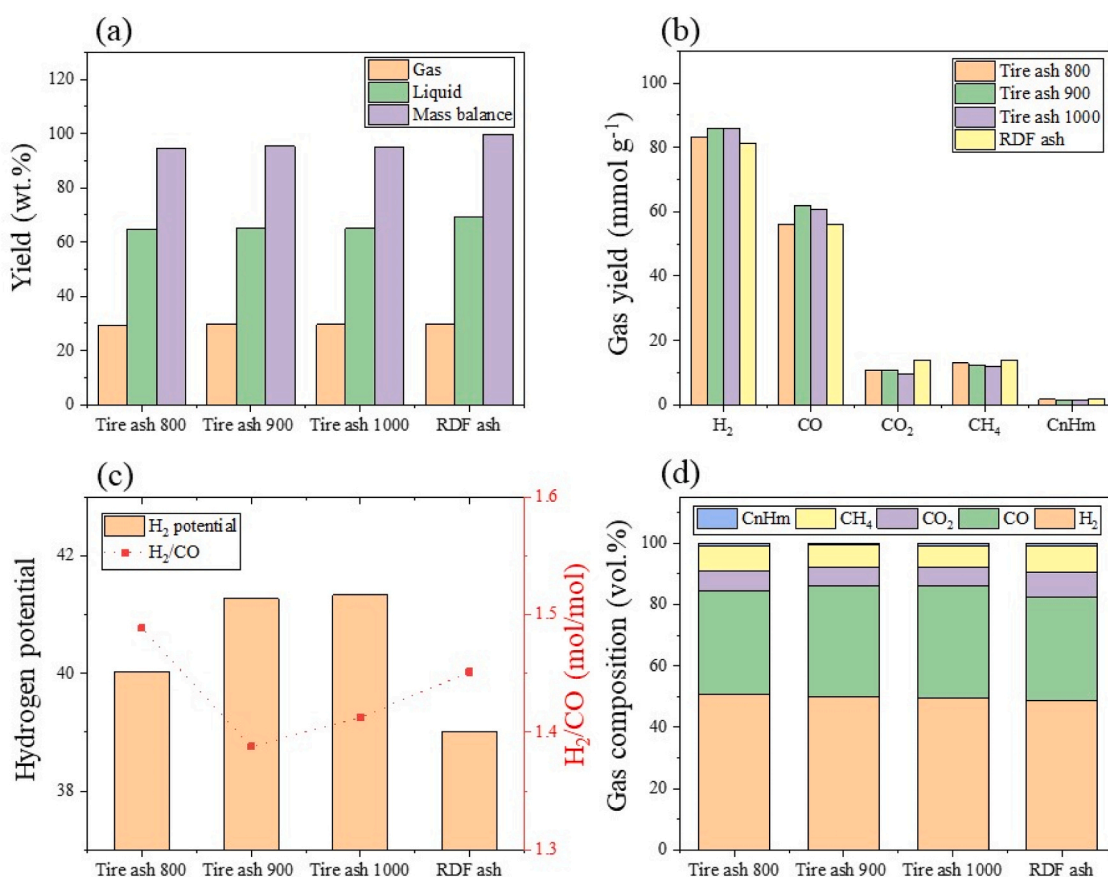 (a)
Yield (wt.%)
120
100
80
60
40
20
0
Gas
Liquid
Mass balance
Tire ash 800 Tire ash 900 Tire ash 1000 RDF ash
(b)
Gas yield (mmol g⁻¹)
100
80
60
40
20
0
Tire ash 800
Tire ash 900
Tire ash 1000
RDF ash
H₂ CO CO₂ CH₄ CnHm
(c)
Hydrogen potential
42
40
38
H₂ potential
H₂/CO
1.6
1.5
1.4
1.3
H₂/CO (mol/mol)
Tire ash 800 Tire ash 900 Tire ash 1000 RDF ash
(d)
Gas composition (vol.%)
100
80
60
40
20
0
CnHm CH₄ CO₂ CO H₂
Tire ash 800 Tire ash 900 Tire ash 1000 RDF ash